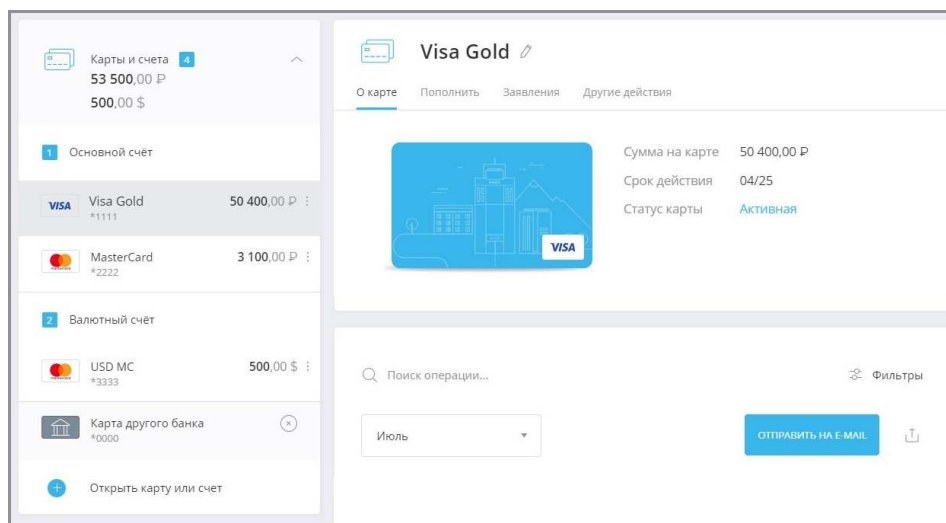 Карты и счета 4
53 500,00 ₽
500,00 $
1 Основной счёт
VISA Visa Gold 50 400,00 ₽
*1111
MasterCard 3 100,00 ₽
*2222
2 Валютный счёт
USD MC 500,00 $
*3333
Карта другого банка
*0000
Открыть карту или счет
Visa Gold
О карте Пополнить Заявления Другие действия
Сумма на карте 50 400,00 ₽
Срок действия 04/25
Статус карты Активная
VISA
Поиск операции... Фильтры
Июль ОТПРАВИТЬ НА E-MAIL